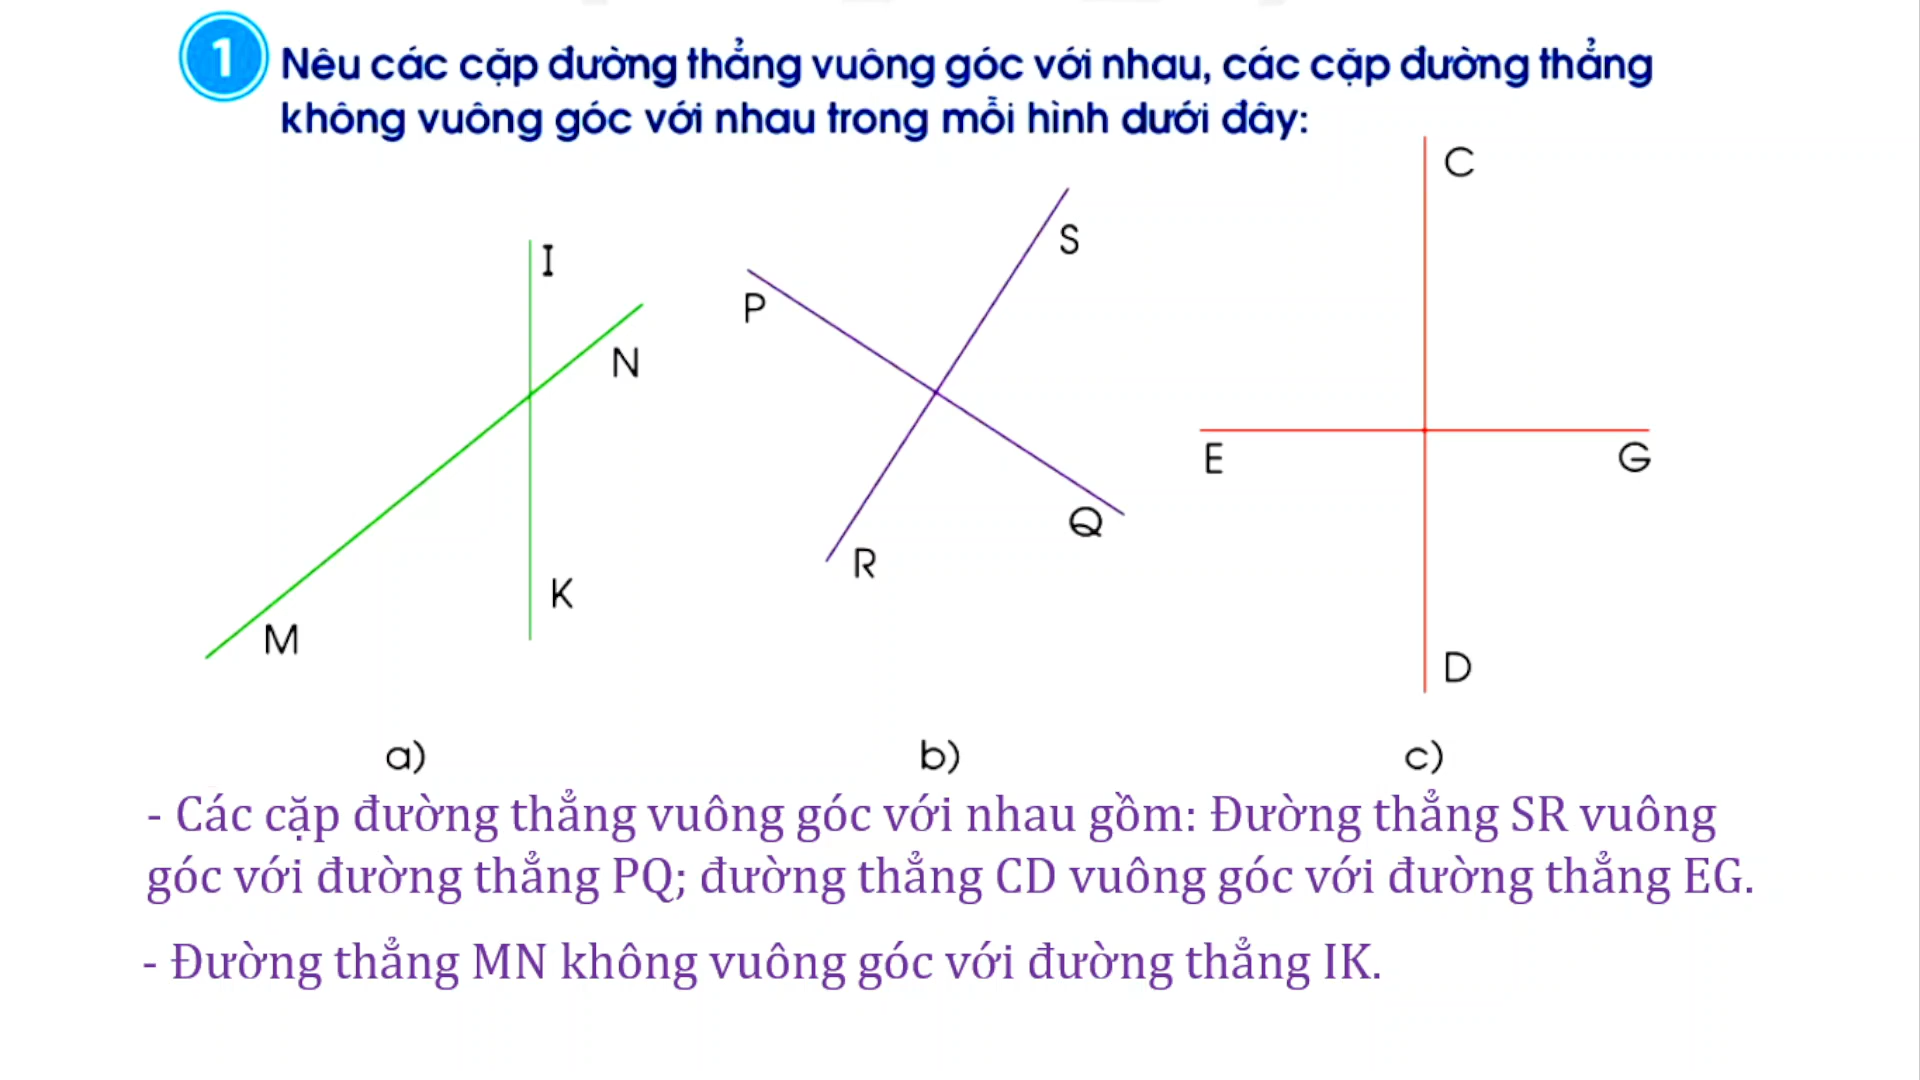 1 Nêu các cặp đường thẳng vuông góc với nhau, các cặp đường thẳng
không vuông góc với nhau trong mỗi hình dưới đây:
C
S
I
P
N
E
G
Q
R
K
M
D
a)
b)
c)
- Các cặp đường thẳng vuông góc với nhau gồm: Đường thẳng SR vuông
góc với đường thẳng PQ; đường thẳng CD vuông góc với đường thẳng EG.
- Đường thẳng MN không vuông góc với đường thẳng IK.